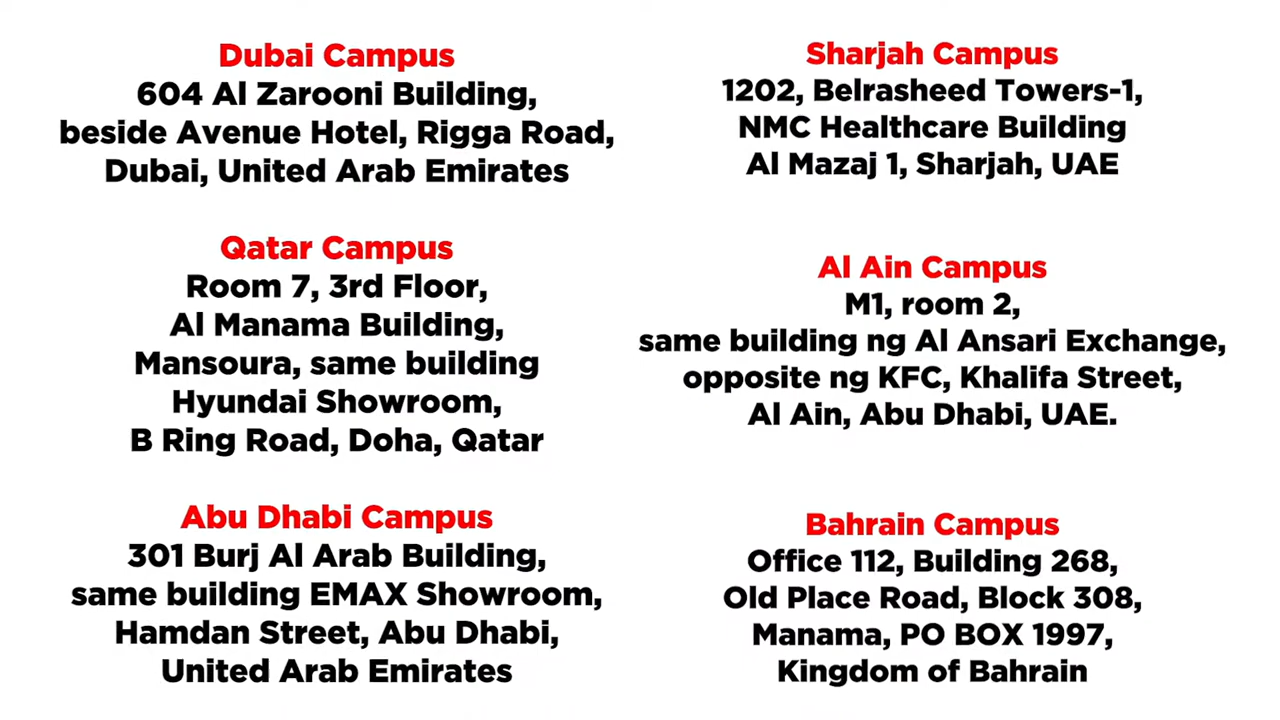 Dubai Campus
604 Al Zarooni Building,
beside Avenue Hotel, Rigga Road,
Dubai, United Arab Emirates
Qatar Campus
Room 7, 3rd Floor,
Al Manama Building,
Mansoura, same building
Hyundai Showroom,
B Ring Road, Doha, Qatar
Abu Dhabi Campus
301 Burj Al Arab Building,
same building EMAX Showroom,
Hamdan Street, Abu Dhabi,
United Arab Emirates
Sharjah Campus
1202, Belrasheed Towers-1,
NMC Healthcare Building
Al Mazaj 1, Sharjah, UAE
Al Ain Campus
M1, room 2,
same building ng Al Ansari Exchange,
opposite ng KFC, Khalifa Street,
Al Ain, Abu Dhabi, UAE.
Bahrain Campus
Office 112, Building 268,
Old Place Road, Block 308,
Manama, PO BOX 1997,
Kingdom of Bahrain